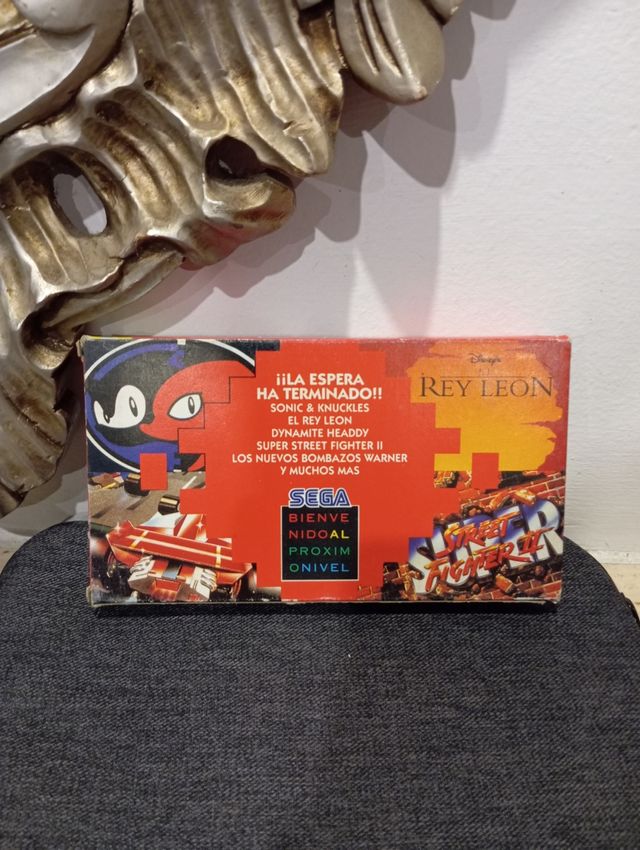 ¡¡LA ESPERA
HA TERMINADO!!
SONIC & KNUCKLES
EL REY LEON
DYNAMITE HEADDY
SUPER STREET FIGHTER II
LOS NUEVOS BOMBAZOS WARNER
Y MUCHOS MAS
SEGA
BIENVE
NIDOAL
PROXIM
ONIVEL
Disney's
REY LEON
SUPER
STREET
FIGHTER II